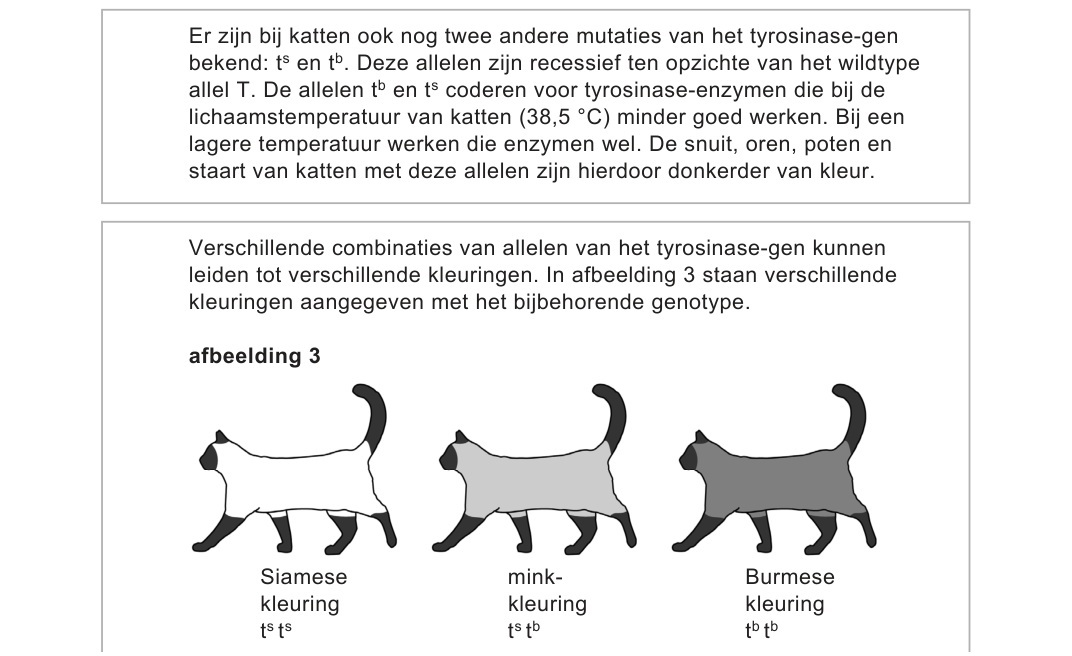 Er zijn bij katten ook nog twee andere mutaties van het tyrosinase-gen
bekend: tˢ en tᵇ. Deze allelen zijn recessief ten opzichte van het wildtype
allel T. De allelen tᵇ en tˢ coderen voor tyrosinase-enzymen die bij de
lichaamstemperatuur van katten (38,5 °C) minder goed werken. Bij een
lagere temperatuur werken die enzymen wel. De snuit, oren, poten en
staart van katten met deze allelen zijn hierdoor donkerder van kleur.
Verschillende combinaties van allelen van het tyrosinase-gen kunnen
leiden tot verschillende kleuringen. In afbeelding 3 staan verschillende
kleuringen aangegeven met het bijbehorende genotype.
afbeelding 3
Siamese
kleuring
tˢ tˢ
mink-
kleuring
tˢ tᵇ
Burmese
kleuring
tᵇ tᵇ